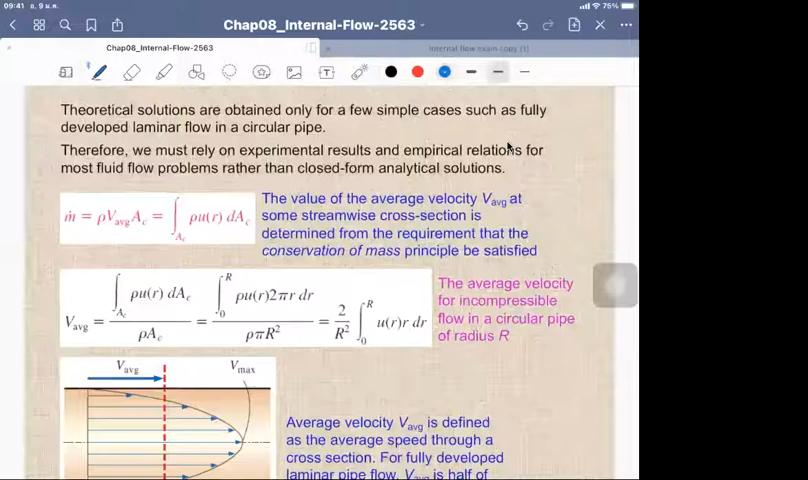 09:41 อ. 9 ม.ค.
75%
Chap08_Internal-Flow-2563
Chap08_Internal-Flow-2563
Internal flow exam copy (1)
Theoretical solutions are obtained only for a few simple cases such as fully
developed laminar flow in a circular pipe.
Therefore, we must rely on experimental results and empirical relations for
most fluid flow problems rather than closed-form analytical solutions.
ṁ = ρV_avg A_c = ∫_{A_c} ρu(r) dA_c
The value of the average velocity V_avg at
some streamwise cross-section is
determined from the requirement that the
conservation of mass principle be satisfied
V_avg = ∫_{A_c} ρu(r) dA_c / ρA_c = ∫_0^R ρu(r)2πr dr / ρπR² = 2/R² ∫_0^R u(r)r dr
The average velocity
for incompressible
flow in a circular pipe
of radius R
V_avg V_max
Average velocity V_avg is defined
as the average speed through a
cross section. For fully developed
laminar pipe flow, V_avg is half of